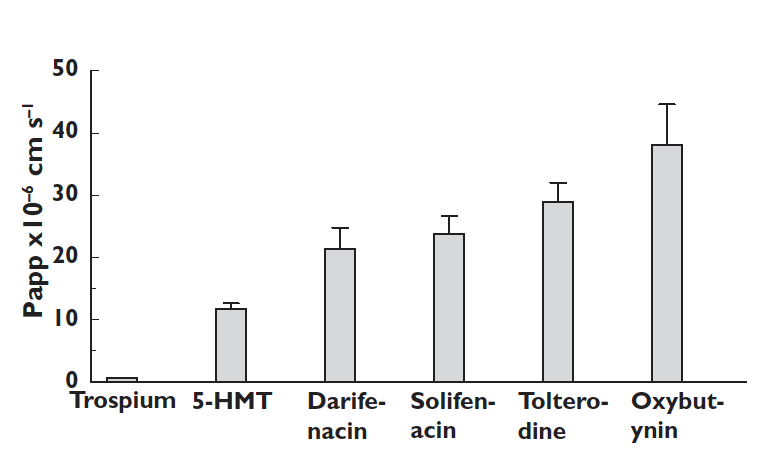 50
40
30
20
10
0
Papp x10⁻⁶ cm s⁻¹
Trospium
5-HMT
Darife-
nacin
Solifen-
acin
Toltero-
dine
Oxybut-
ynin